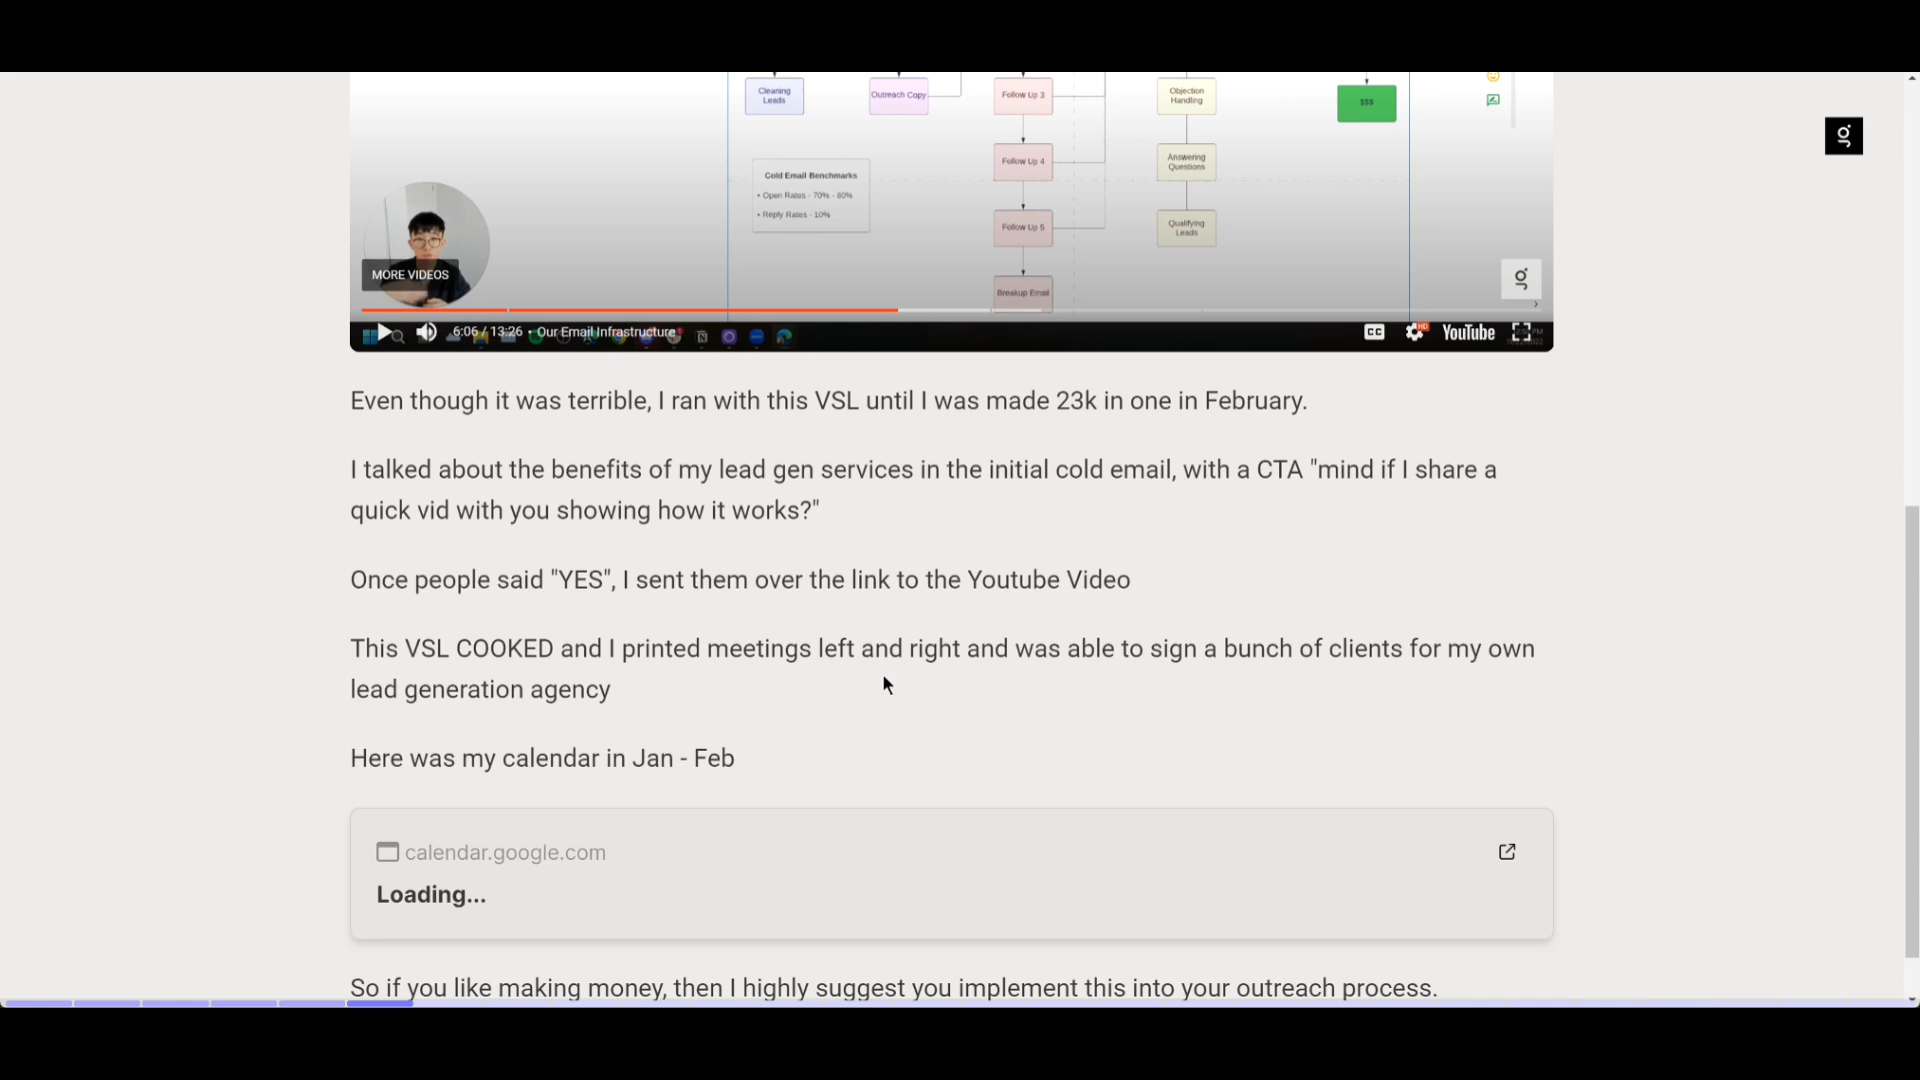 Cleaning
Leads
Outreach Copy
Follow Up 3
Objection
Handling
$$$
Follow Up 4
Answering
Questions
Cold Email Benchmarks
• Open Rates - 70% - 80%
• Reply Rates - 10%
Follow Up 5
Qualifying
Leads
MORE VIDEOS
Breakup Email
6:06 / 13:26 • Our Email Infrastructure
CC
HD
YouTube
Even though it was terrible, I ran with this VSL until I was made 23k in one in February.
I talked about the benefits of my lead gen services in the initial cold email, with a CTA "mind if I share a
quick vid with you showing how it works?"
Once people said "YES", I sent them over the link to the Youtube Video
This VSL COOKED and I printed meetings left and right and was able to sign a bunch of clients for my own
lead generation agency
Here was my calendar in Jan - Feb
calendar.google.com
Loading...
So if you like making money, then I highly suggest you implement this into your outreach process.